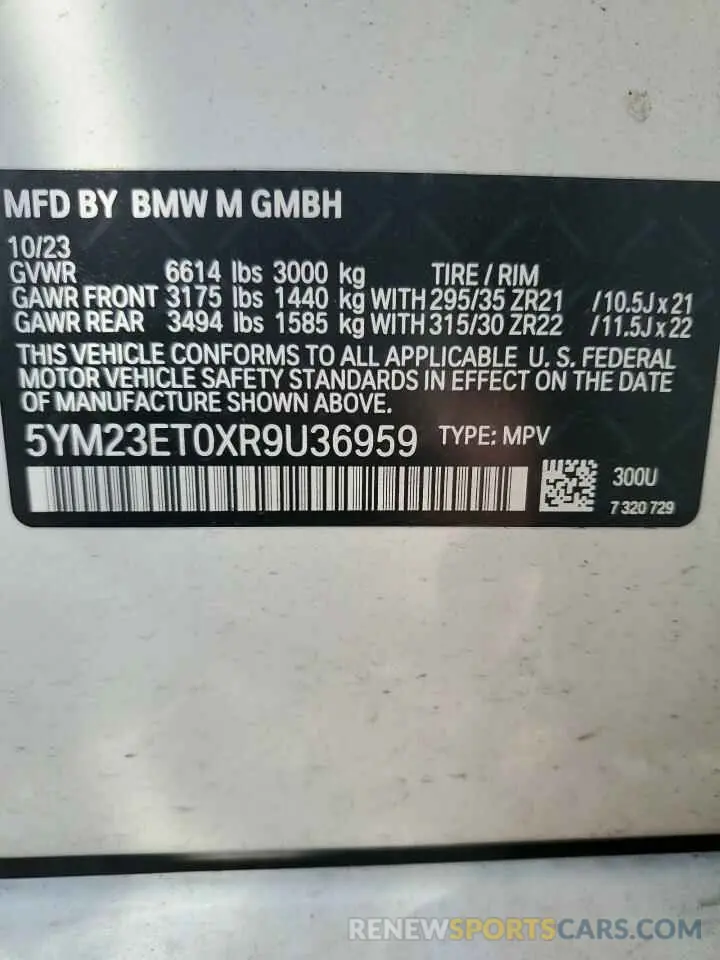 MFD BY BMW M GMBH
10/23
GVWR 6614 lbs 3000 kg TIRE / RIM
GAWR FRONT 3175 lbs 1440 kg WITH 295/35 ZR21 /10.5J x 21
GAWR REAR 3494 lbs 1585 kg WITH 315/30 ZR22 /11.5J x 22
THIS VEHICLE CONFORMS TO ALL APPLICABLE U. S. FEDERAL
MOTOR VEHICLE SAFETY STANDARDS IN EFFECT ON THE DATE
OF MANUFACTURE SHOWN ABOVE.
5YM23ET0XR9U36959 TYPE: MPV
300U
7 320 729
RENEWSPORTSCARS.COM